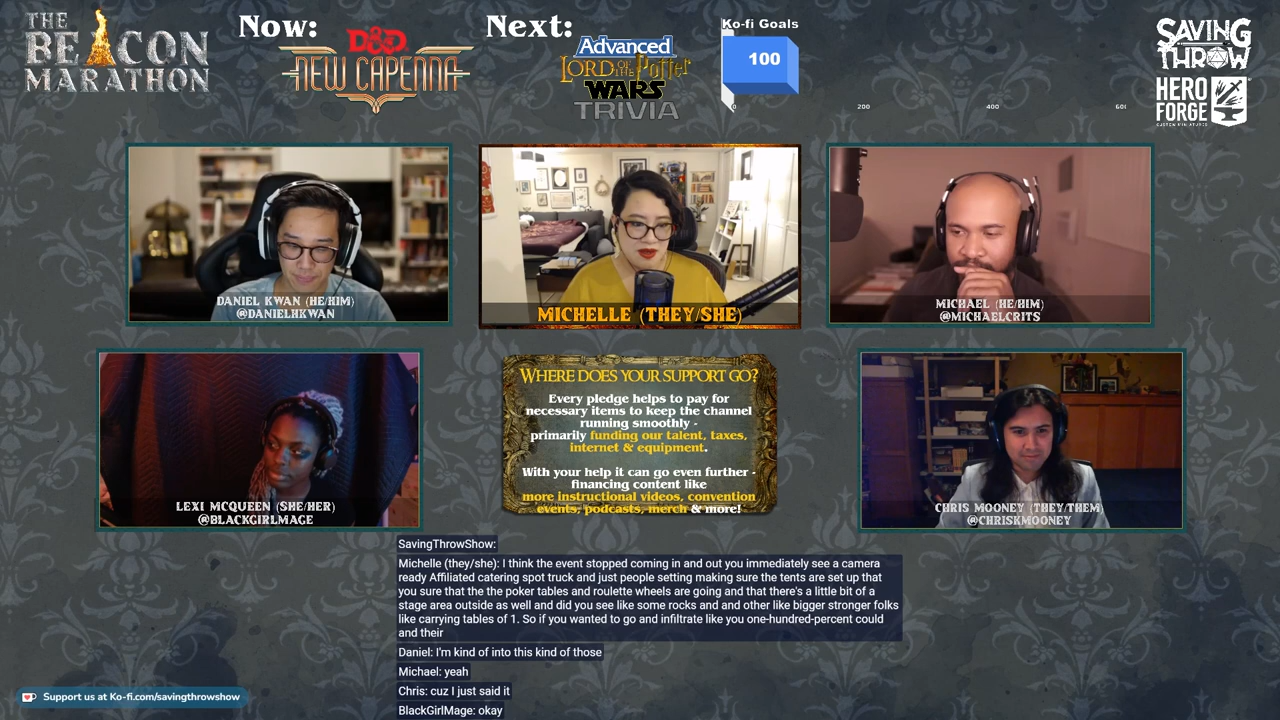 THE
BEACON
MARATHON
Now:
D&D
NEW CAPENNA
Next:
Advanced
LORD OF THE Potter
WARS
TRIVIA
Ko-fi Goals
100
0
200
400
600
SAVING
THROW
HERO
FORGE
CUSTOM MINIATURES
DANIEL KWAN (HE/HIM)
@DANIELHKWAN
MICHELLE (THEY/SHE)
MICHAEL (HE/HIM)
@MICHAELCRITS
LEXI MCQUEEN (SHE/HER)
@BLACKGIRLMAGE
WHERE DOES YOUR SUPPORT GO?
Every pledge helps to pay for
necessary items to keep the channel
running smoothly -
primarily funding our talent, taxes,
internet & equipment.
With your help it can go even further -
financing content like
more instructional videos, convention
events, podcasts, merch & more!
CHRIS MOONEY (THEY/THEM
@CHRISKMOONEY
SavingThrowShow:
Michelle (they/she): I think the event stopped coming in and out you immediately see a camera
ready Affiliated catering spot truck and just people setting making sure the tents are set up that
you sure that the the poker tables and roulette wheels are going and that there's a little bit of a
stage area outside as well and did you see like some rocks and and other like bigger stronger folks
like carrying tables of 1. So if you wanted to go and infiltrate like you one-hundred-percent could
and their
Daniel: I'm kind of into this kind of those
Michael: yeah
Chris: cuz I just said it
BlackGirlMage: okay
Support us at Ko-fi.com/savingthrowshow